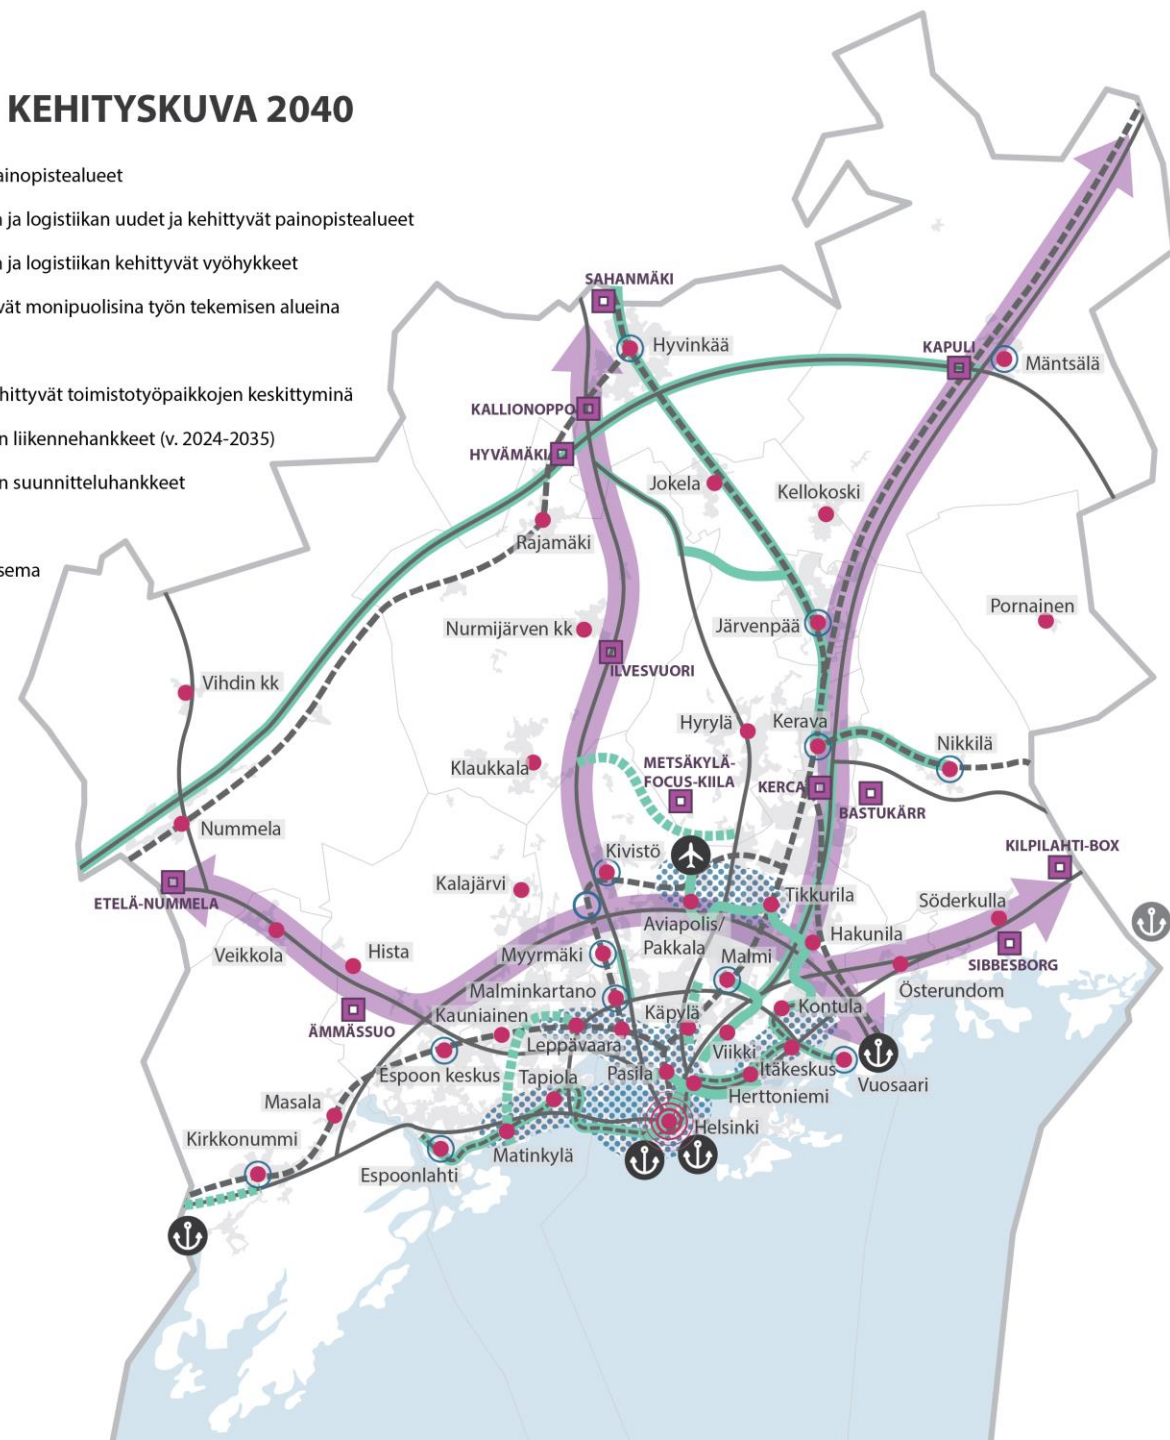 KEHITYSKUVA 2040
ainopistealueet
ja logistiikan uudet ja kehittyvät painopistealueet
ja logistiikan kehittyvät vyöhykkeet
vät monipuolisina työn tekemisen alueina
hittyvät toimistotyöpaikkojen keskittyminä
n liikennehankkeet (v. 2024-2035)
n suunnitteluhankkeet
sema
SAHANMÄKI
Hyvinkää
KAPULI
Mäntsälä
KALLIONOPPO
HYVÄMÄKI
Jokela
Kellokoski
Rajamäki
Pornainen
Nurmijärven kk
Järvenpää
ILVESVUORI
Vihdin kk
Hyrylä
Kerava
Nikkilä
Klaukkala
METSÄKYLÄ-
FOCUS-KIILA
KERCA
BASTUKÄRR
Nummela
KILPILAHTI-BOX
Kivistö
Kalajärvi
Tikkurila
ETELÄ-NUMMELA
Söderkulla
Aviapolis/
Pakkala
Hakunila
Veikkola
Hista
Myyrmäki
Malmi
SIBBESBORG
Malminkartano
Österundom
Kauniainen
Käpylä
Kontula
ÄMMÄSSUO
Leppävaara
Viikki
Espoon keskus
Tapiola
Pasila
Itäkeskus
Vuosaari
Masala
Herttoniemi
Helsinki
Kirkkonummi
Matinkylä
Espoonlahti